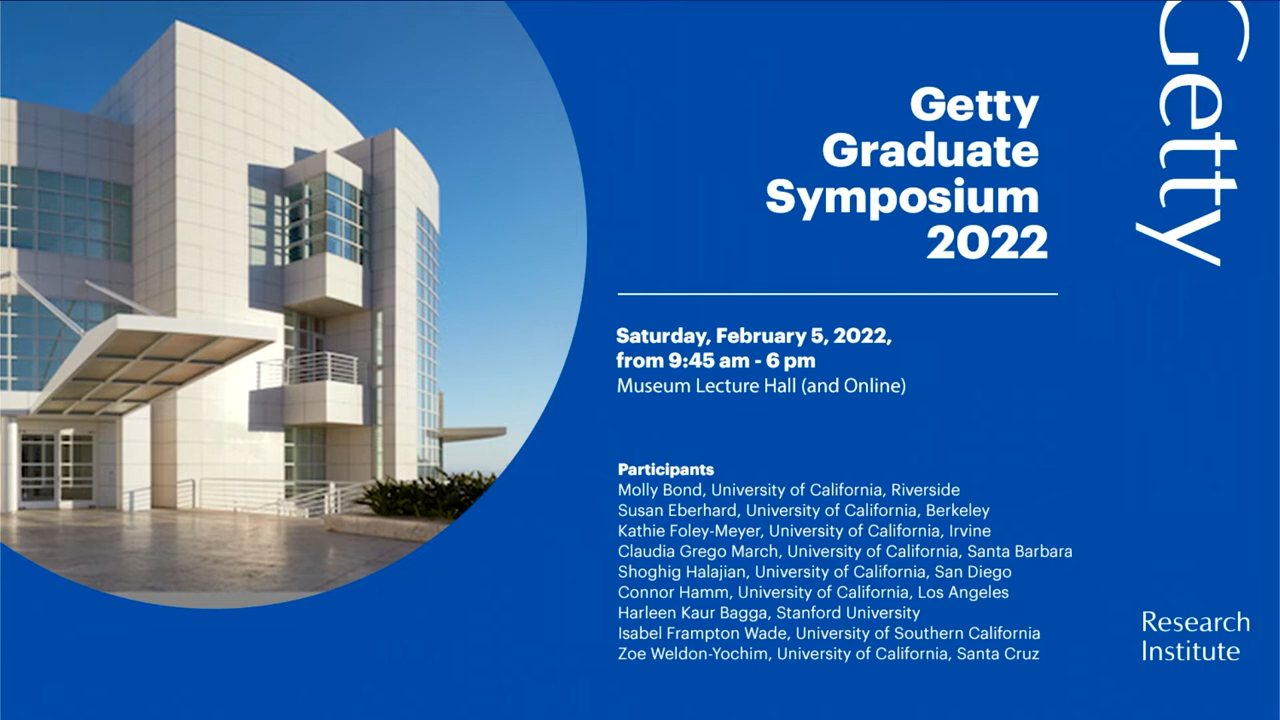 Getty
Graduate
Symposium
2022
Saturday, February 5, 2022,
from 9:45 am - 6 pm
Museum Lecture Hall (and Online)
Participants
Molly Bond, University of California, Riverside
Susan Eberhard, University of California, Berkeley
Kathie Foley-Meyer, University of California, Irvine
Claudia Grego March, University of California, Santa Barbara
Shoghig Halajian, University of California, San Diego
Connor Hamm, University of California, Los Angeles
Harleen Kaur Bagga, Stanford University
Isabel Frampton Wade, University of Southern California
Zoe Weldon-Yochim, University of California, Santa Cruz
Getty
Research
Institute